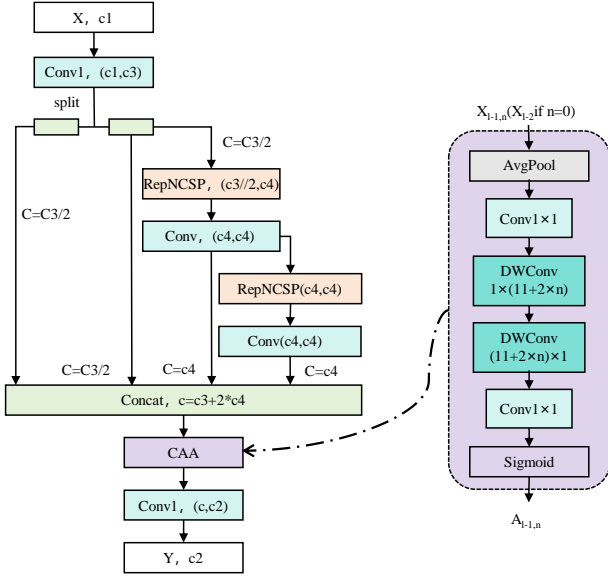 X, c1
Conv1, (c1,c3)
split
C=C3/2
C=C3/2
RepNCSP, (c3//2,c4)
Conv, (c4,c4)
RepNCSP(c4,c4)
Conv(c4,c4)
C=C3/2
C=c4
C=c4
Concat, c=c3+2*c4
CAA
Conv1, (c,c2)
Y, c2
X_{l-1,n}(X_{l-2}if n=0)
AvgPool
Conv1×1
DWConv
1×(11+2×n)
DWConv
(11+2×n)×1
Conv1×1
Sigmoid
A_{l-1,n}